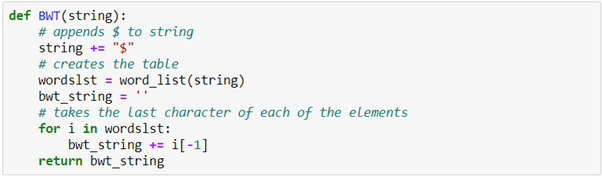 def BWT(string):
    # appends $ to string
    string += "$"
    # creates the table
    wordslst = word_list(string)
    bwt_string = ''
    # takes the last character of each of the elements
    for i in wordslst:
        bwt_string += i[-1]
    return bwt_string